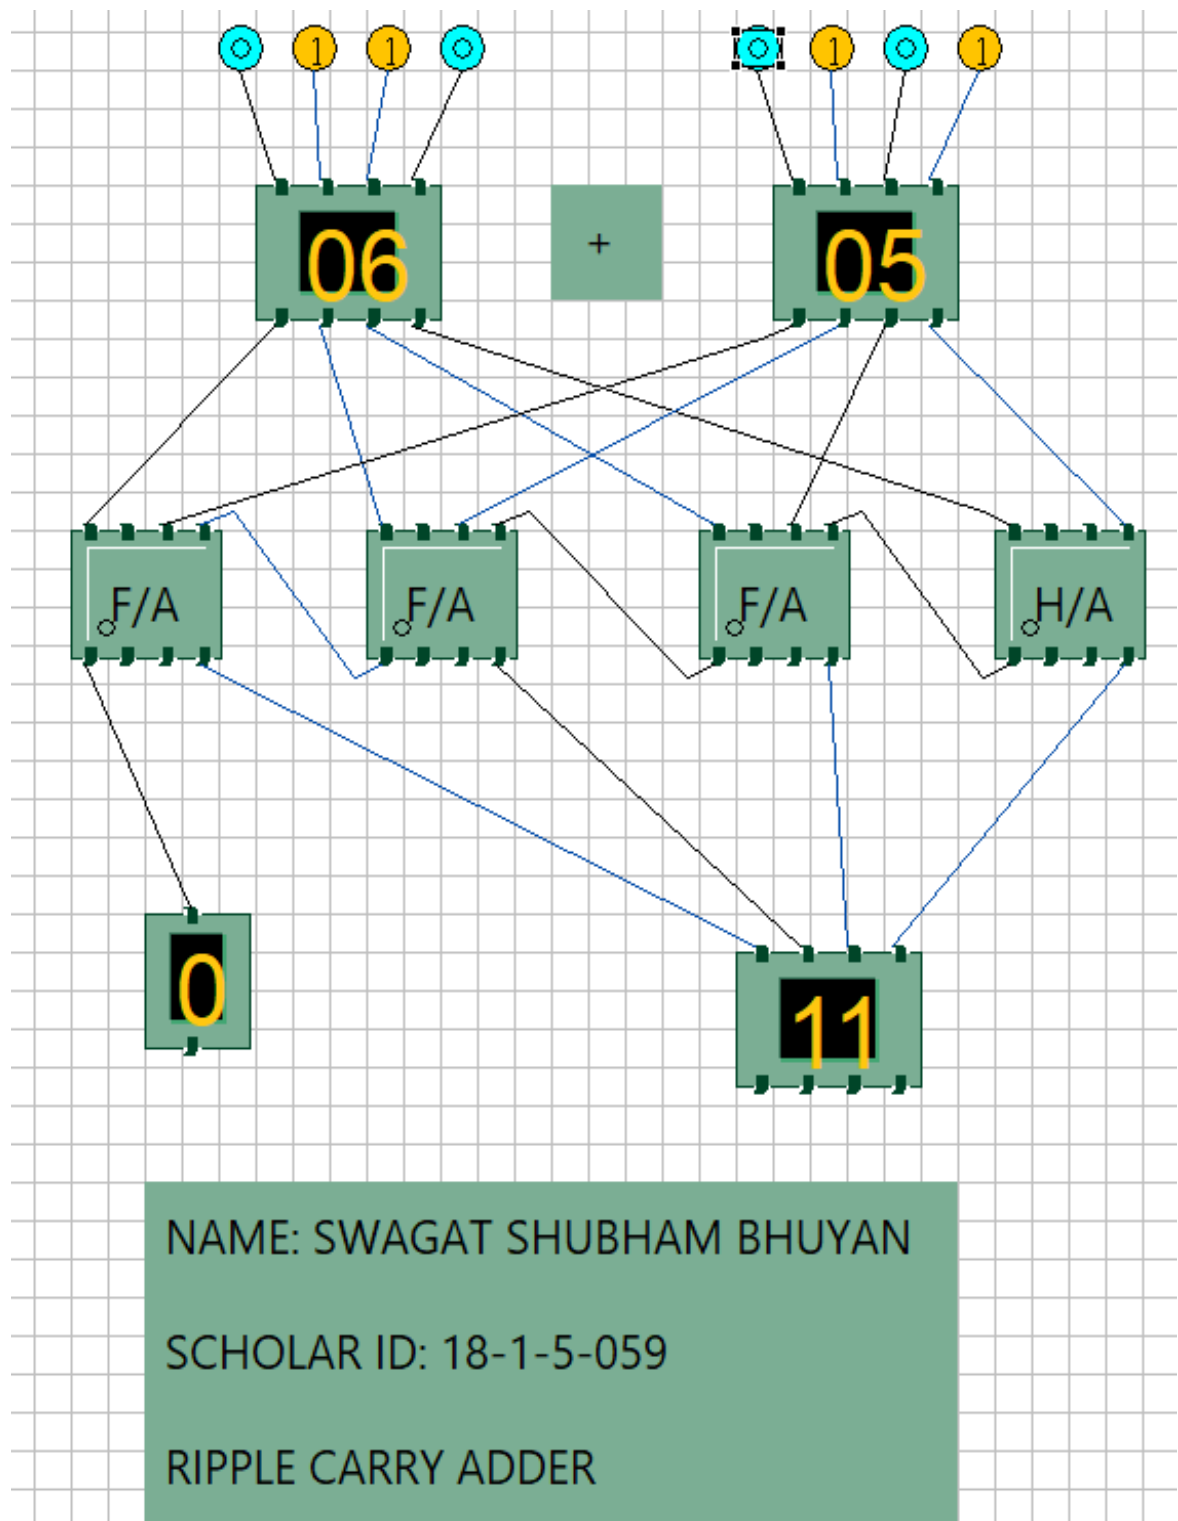 0 1 1 0 0 1 0 1
06 + 05
F/A F/A F/A H/A
0
11
NAME: SWAGAT SHUBHAM BHUYAN
SCHOLAR ID: 18-1-5-059
RIPPLE CARRY ADDER